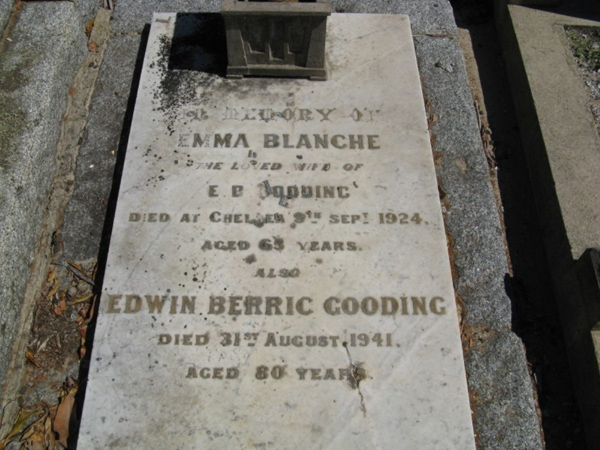 IN MEMORY OF
EMMA BLANCHE
THE LOVED WIFE OF
E. B. GOODING
DIED AT CHELSEA 9TH SEPT 1924.
AGED 63 YEARS.
ALSO
EDWIN BERRIC GOODING
DIED 31ST AUGUST 1941.
AGED 80 YEARS.